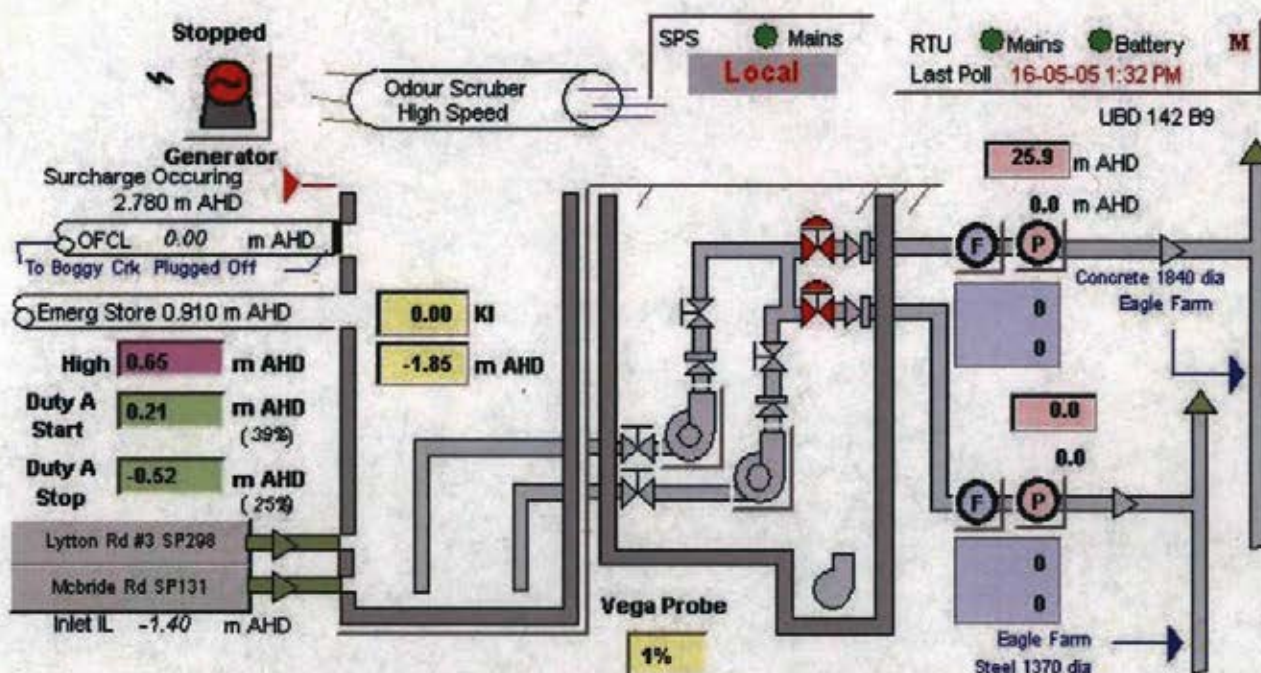 Stopped
Generator
Odour Scruber
High Speed
SPS Mains
Local
RTU Mains Battery M
Last Poll 16-05-05 1:32 PM
UBD 142 B9
Surcharge Occuring
2.780 m AHD
OFCL 0.00 m AHD
To Boggy Crk Plugged Off
Emerg Store 0.910 m AHD
High 0.65 m AHD
Duty A
Start
0.21 m AHD
(39%)
Duty A
Stop
-0.52 m AHD
(25%)
Lytton Rd #3 SP298
Mcbride Rd SP131
Inlet IL -1.40 m AHD
0.00 Kl
-1.85 m AHD
Vega Probe
1%
25.9 m AHD
0.0 m AHD
F P
0
0
Concrete 1840 dia
Eagle Farm
0.0
0.0
F P
0
0
Eagle Farm
Steel 1370 dia